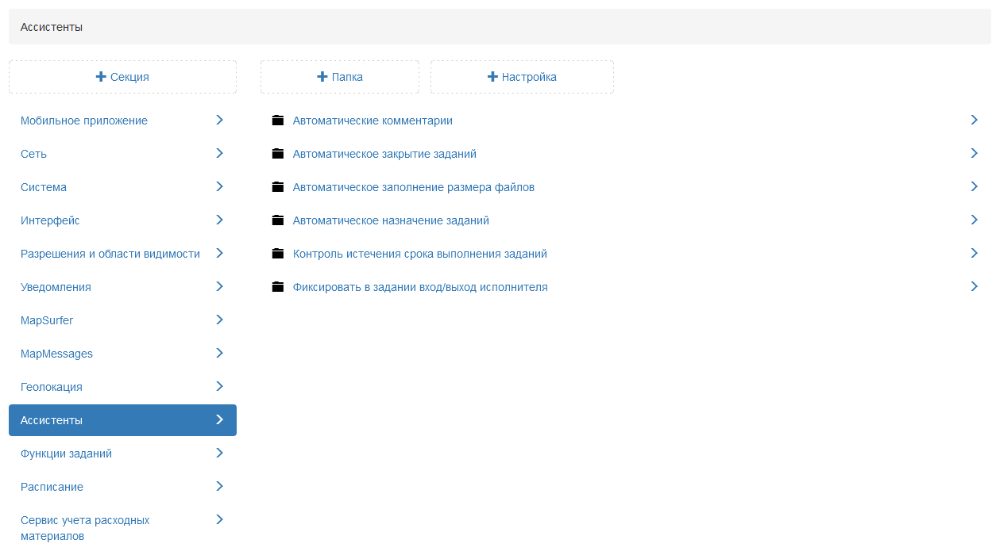 Ассистенты
Секция
Папка
Настройка
Мобильное приложение
Сеть
Система
Интерфейс
Разрешения и области видимости
Уведомления
MapSurfer
MapMessages
Геолокация
Ассистенты
Функции заданий
Расписание
Сервис учета расходных
материалов
Автоматические комментарии
Автоматическое закрытие заданий
Автоматическое заполнение размера файлов
Автоматическое назначение заданий
Контроль истечения срока выполнения заданий
Фиксировать в задании вход/выход исполнителя